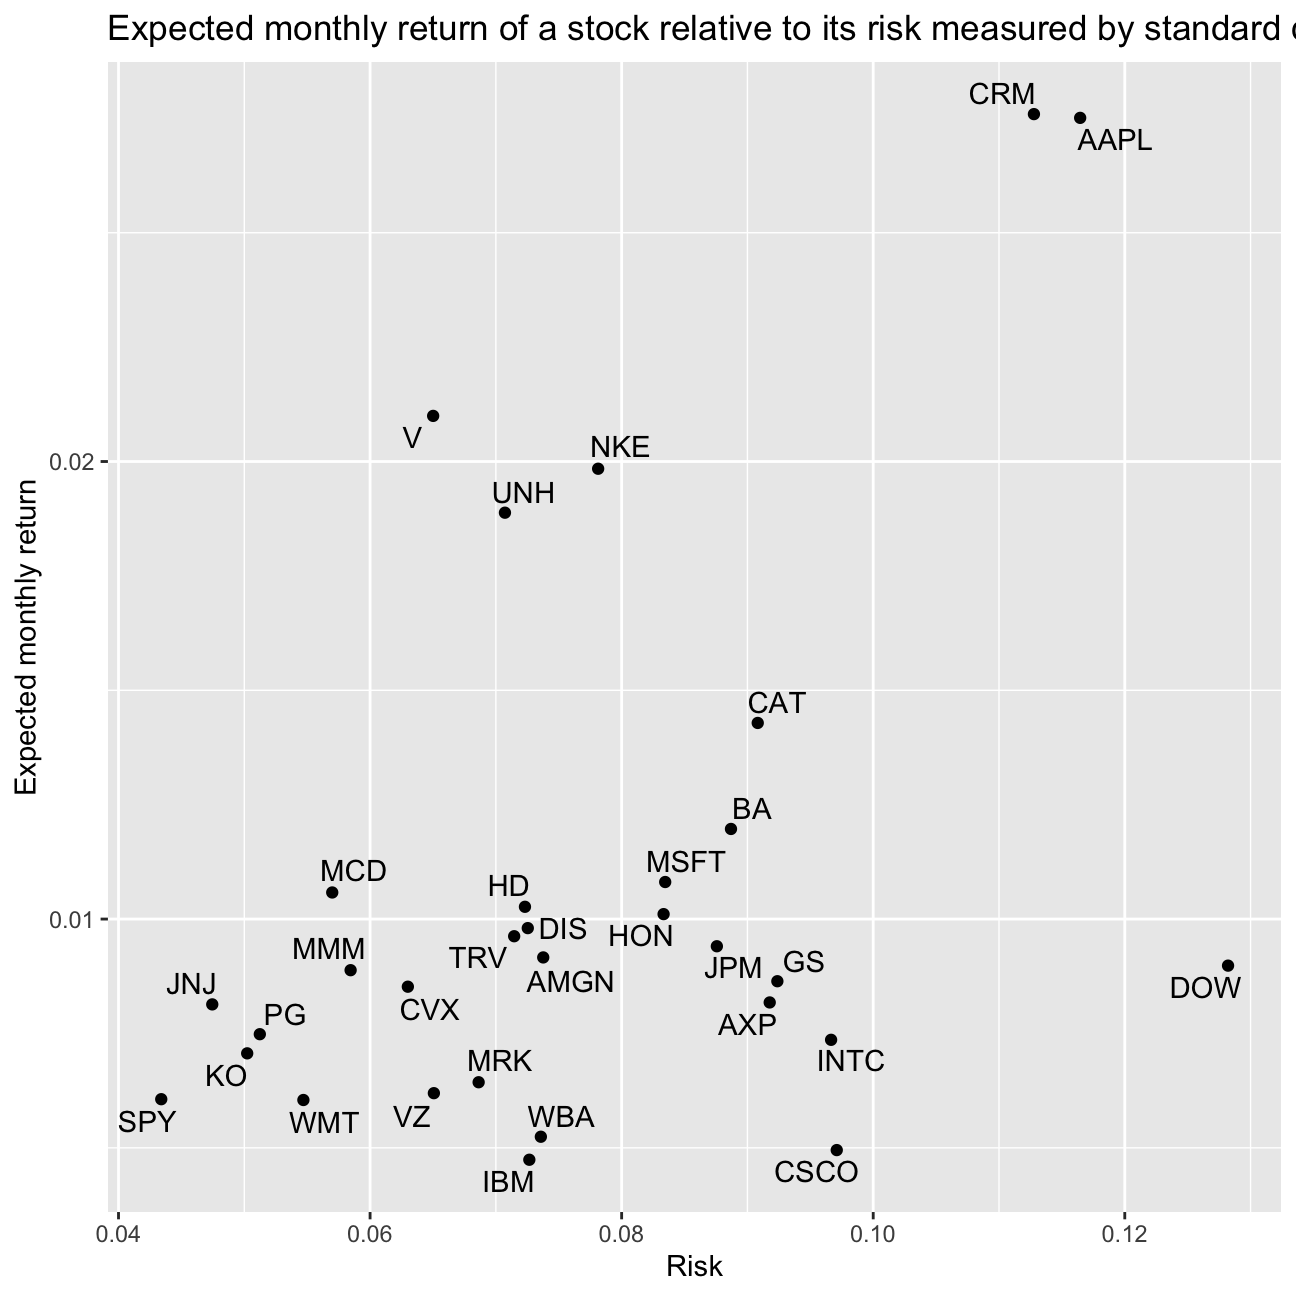 Expected monthly return of a stock relative to its risk measured by standard
CRM
AAPL
V
NKE
0.02
UNH
Expected monthly return
CAT
BA
MSFT
MCD
HD
0.01
DIS
HON
MMM
TRV
JPM
GS
AMGN
JNJ
DOW
CVX
PG
AXP
MRK
INTC
KO
VZ
WBA
SPY
WMT
CSCO
IBM
0.04 0.06 0.08 0.10 0.12
Risk